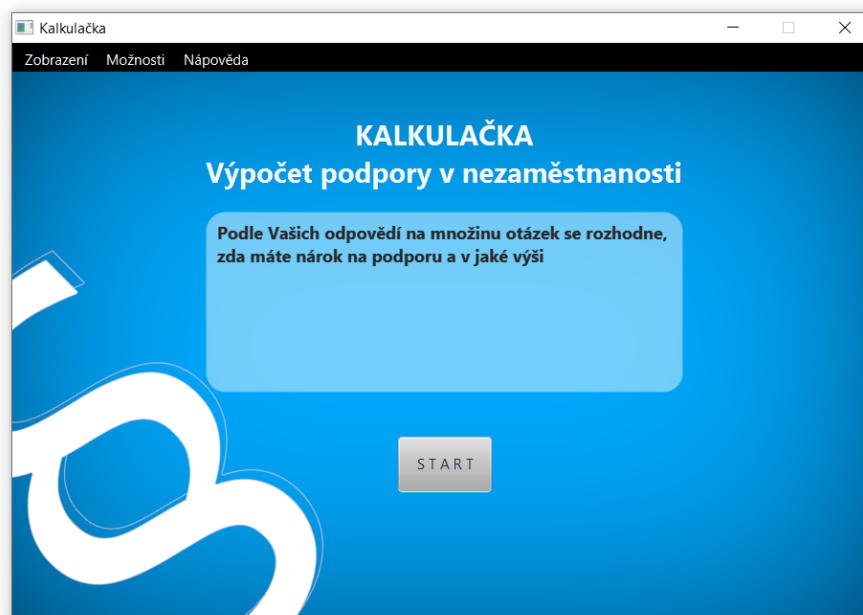 Kalkulačka
Zobrazení Možnosti Nápověda
KALKULAČKA
Výpočet podpory v nezaměstnanosti
Podle Vašich odpovědí na množinu otázek se rozhodne,
zda máte nárok na podporu a v jaké výši
START